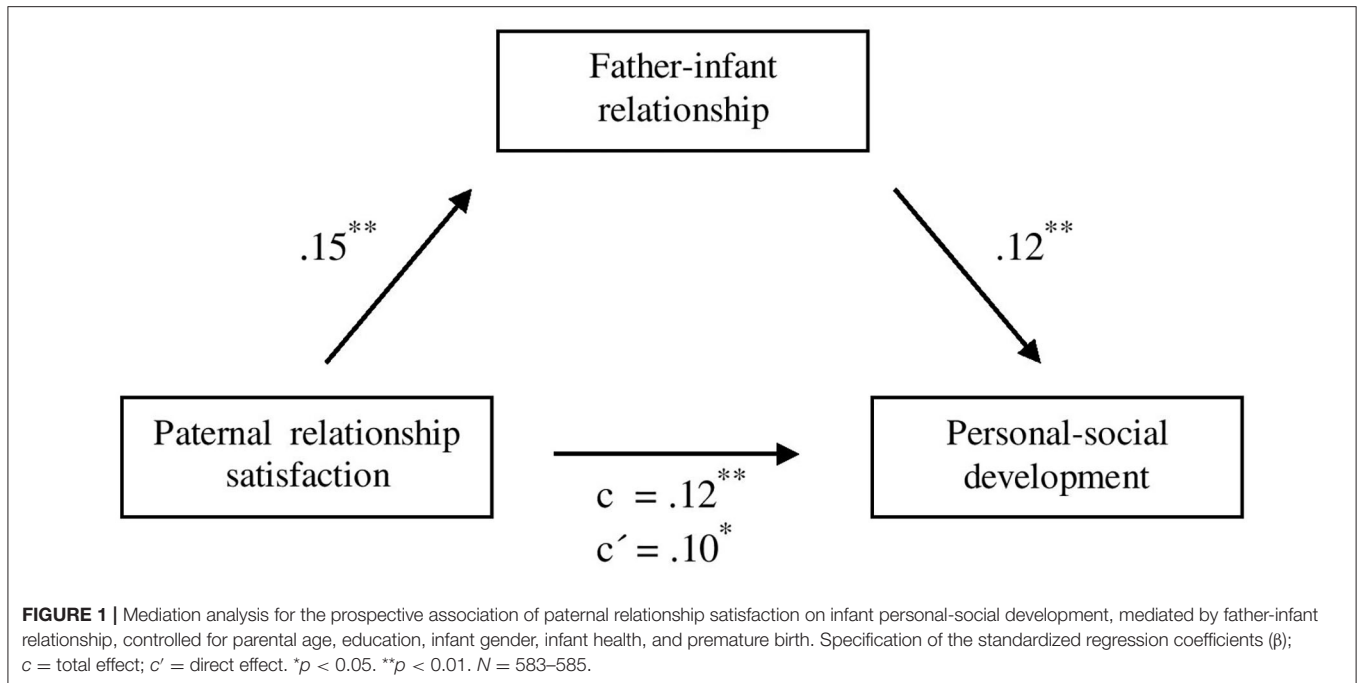 Father-infant
relationship
.15**
.12**
Paternal relationship
satisfaction
Personal-social
development
c = .12**
c´ = .10*
FIGURE 1 | Mediation analysis for the prospective association of paternal relationship satisfaction on infant personal-social development, mediated by father-infant
relationship, controlled for parental age, education, infant gender, infant health, and premature birth. Specification of the standardized regression coefficients (β);
c = total effect; c′ = direct effect. *p < 0.05. **p < 0.01. N = 583–585.